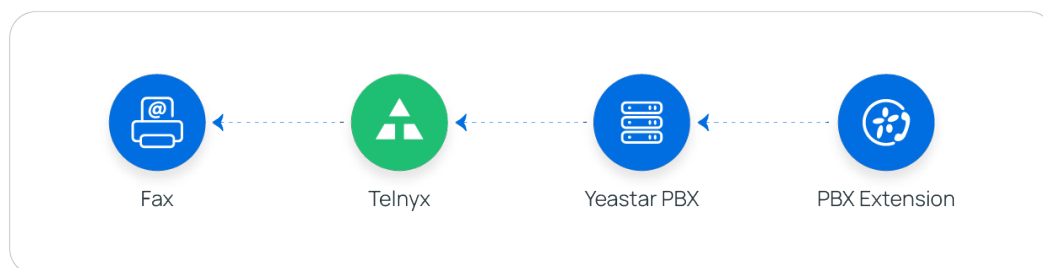 @
Fax
Telnyx
Yeastar PBX
PBX Extension